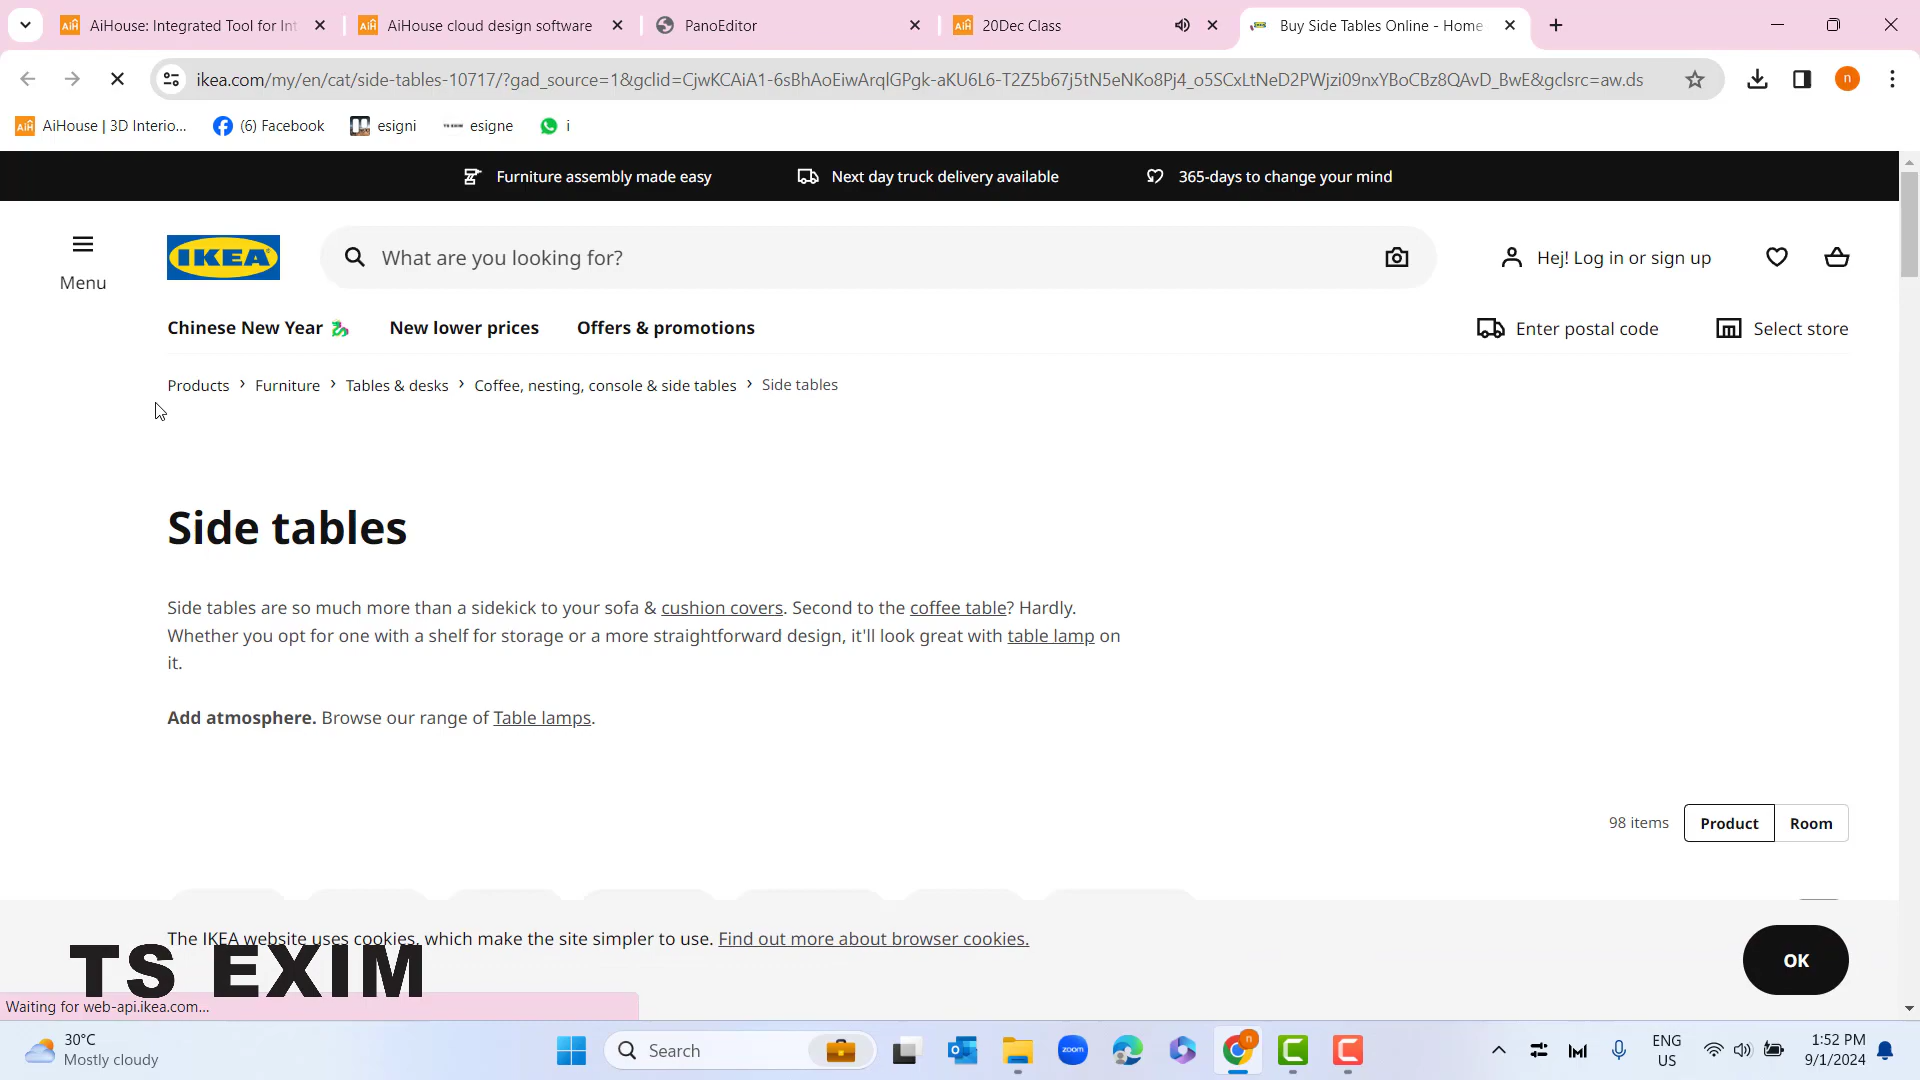 AiHouse: Integrated Tool for Int
AiHouse cloud design software
PanoEditor
20Dec Class
Buy Side Tables Online - Home
ikea.com/my/en/cat/side-tables-10717/?gad_source=1&gclid=CjwKCAiA1-6sBhAoEiwArqlGPgk-aKU6L6-T2Z5b67j5tN5eNKo8Pj4_o5SCxLtNeD2PWjzi09nxYBoCBz8QAvD_BwE&gclsrc=aw.ds
n
AiHouse | 3D Interio...
(6) Facebook
esigni
esigne
i
Furniture assembly made easy
Next day truck delivery available
365-days to change your mind
Menu
IKEA
What are you looking for?
Hej! Log in or sign up
Chinese New Year
New lower prices
Offers & promotions
Enter postal code
Select store
Products > Furniture > Tables & desks > Coffee, nesting, console & side tables > Side tables
Side tables
Side tables are so much more than a sidekick to your sofa & cushion covers. Second to the coffee table? Hardly.
Whether you opt for one with a shelf for storage or a more straightforward design, it'll look great with table lamp on
it.
Add atmosphere. Browse our range of Table lamps.
98 items
Product
Room
The IKEA website uses cookies, which make the site simpler to use. Find out more about browser cookies.
OK
TS EXIM
Waiting for web-api.ikea.com...
30°C
Mostly cloudy
Search
zoom
n
ENG
US
1:52 PM
9/1/2024